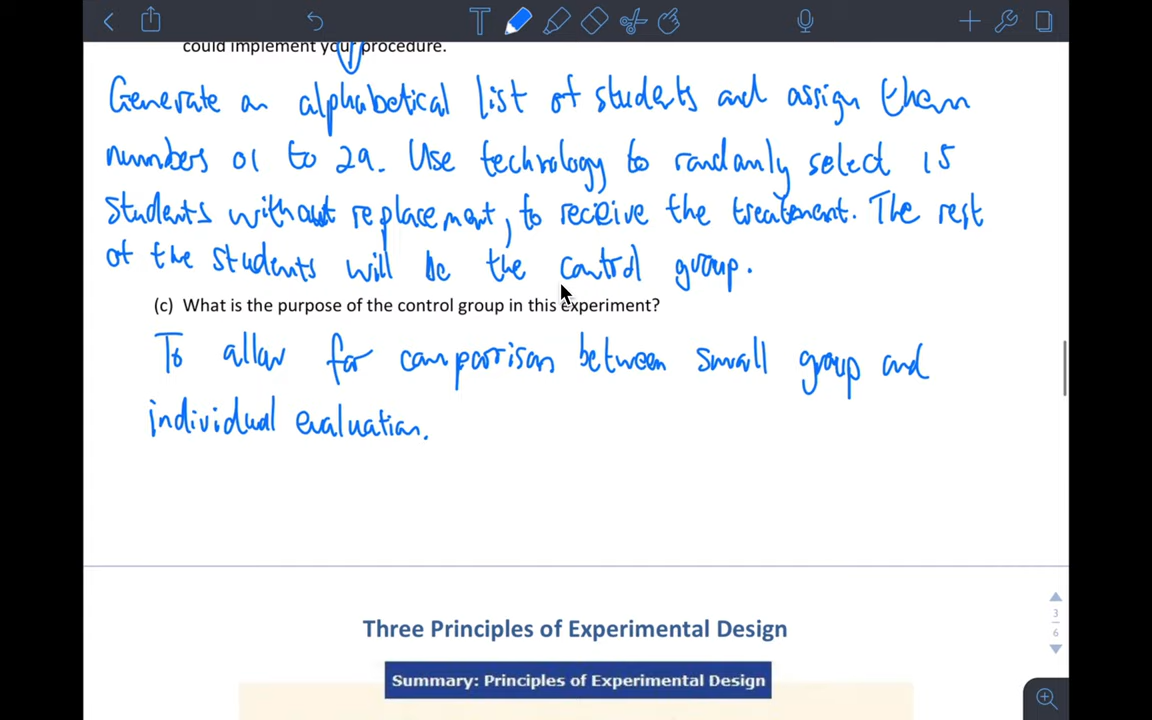 could implement your procedure.
Generate an alphabetical list of students and assign them
numbers 01 to 29. Use technology to randomly select 15
students without replacement, to receive the treatment. The rest
of the students will be the control group.
(c) What is the purpose of the control group in this experiment?
To allow for comparrison between small group and
individual evaluation.
Three Principles of Experimental Design
Summary: Principles of Experimental Design
3
6